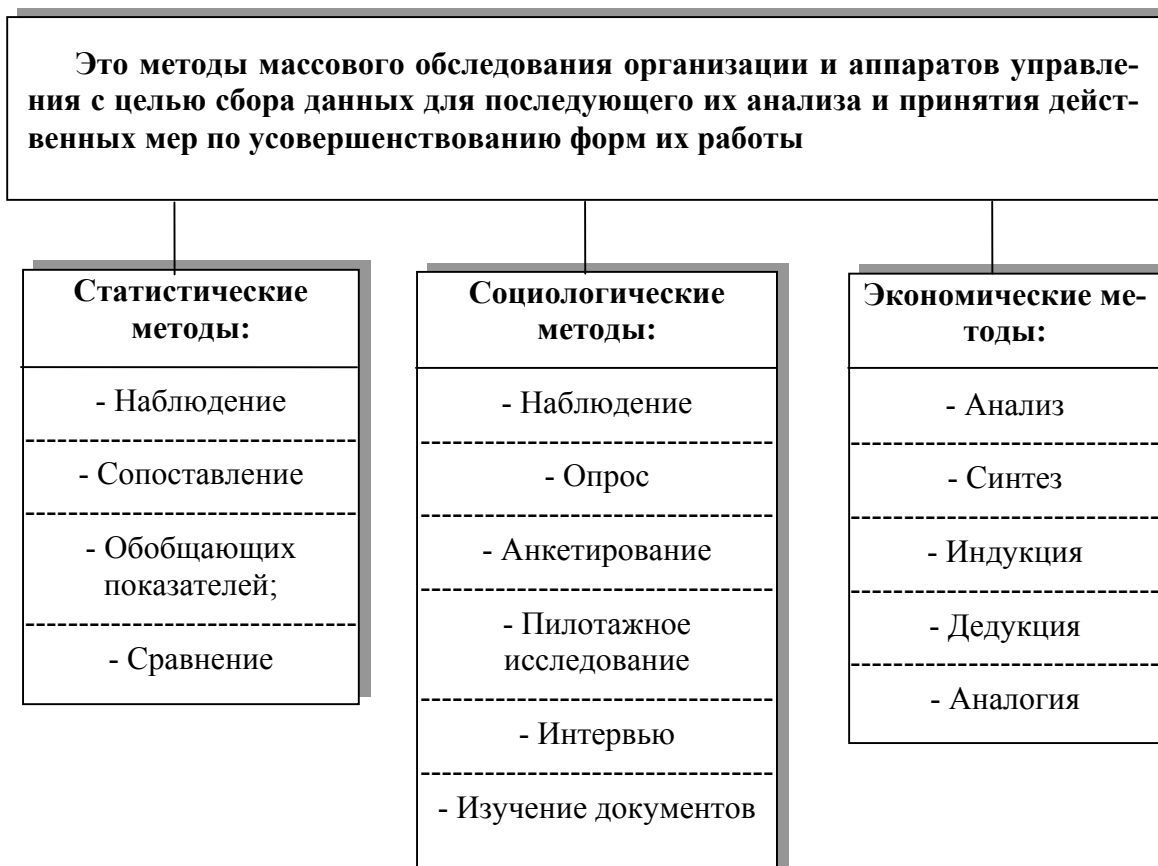 Это методы массового обследования организации и аппаратов управле-
ния с целью сбора данных для последующего их анализа и принятия дейст-
венных мер по усовершенствованию форм их работы
Статистические
методы:
- Наблюдение
- Сопоставление
- Обобщающих
показателей;
- Сравнение
Социологические
методы:
- Наблюдение
- Опрос
- Анкетирование
- Пилотажное
исследование
- Интервью
- Изучение документов
Экономические ме-
тоды:
- Анализ
- Синтез
- Индукция
- Дедукция
- Аналогия